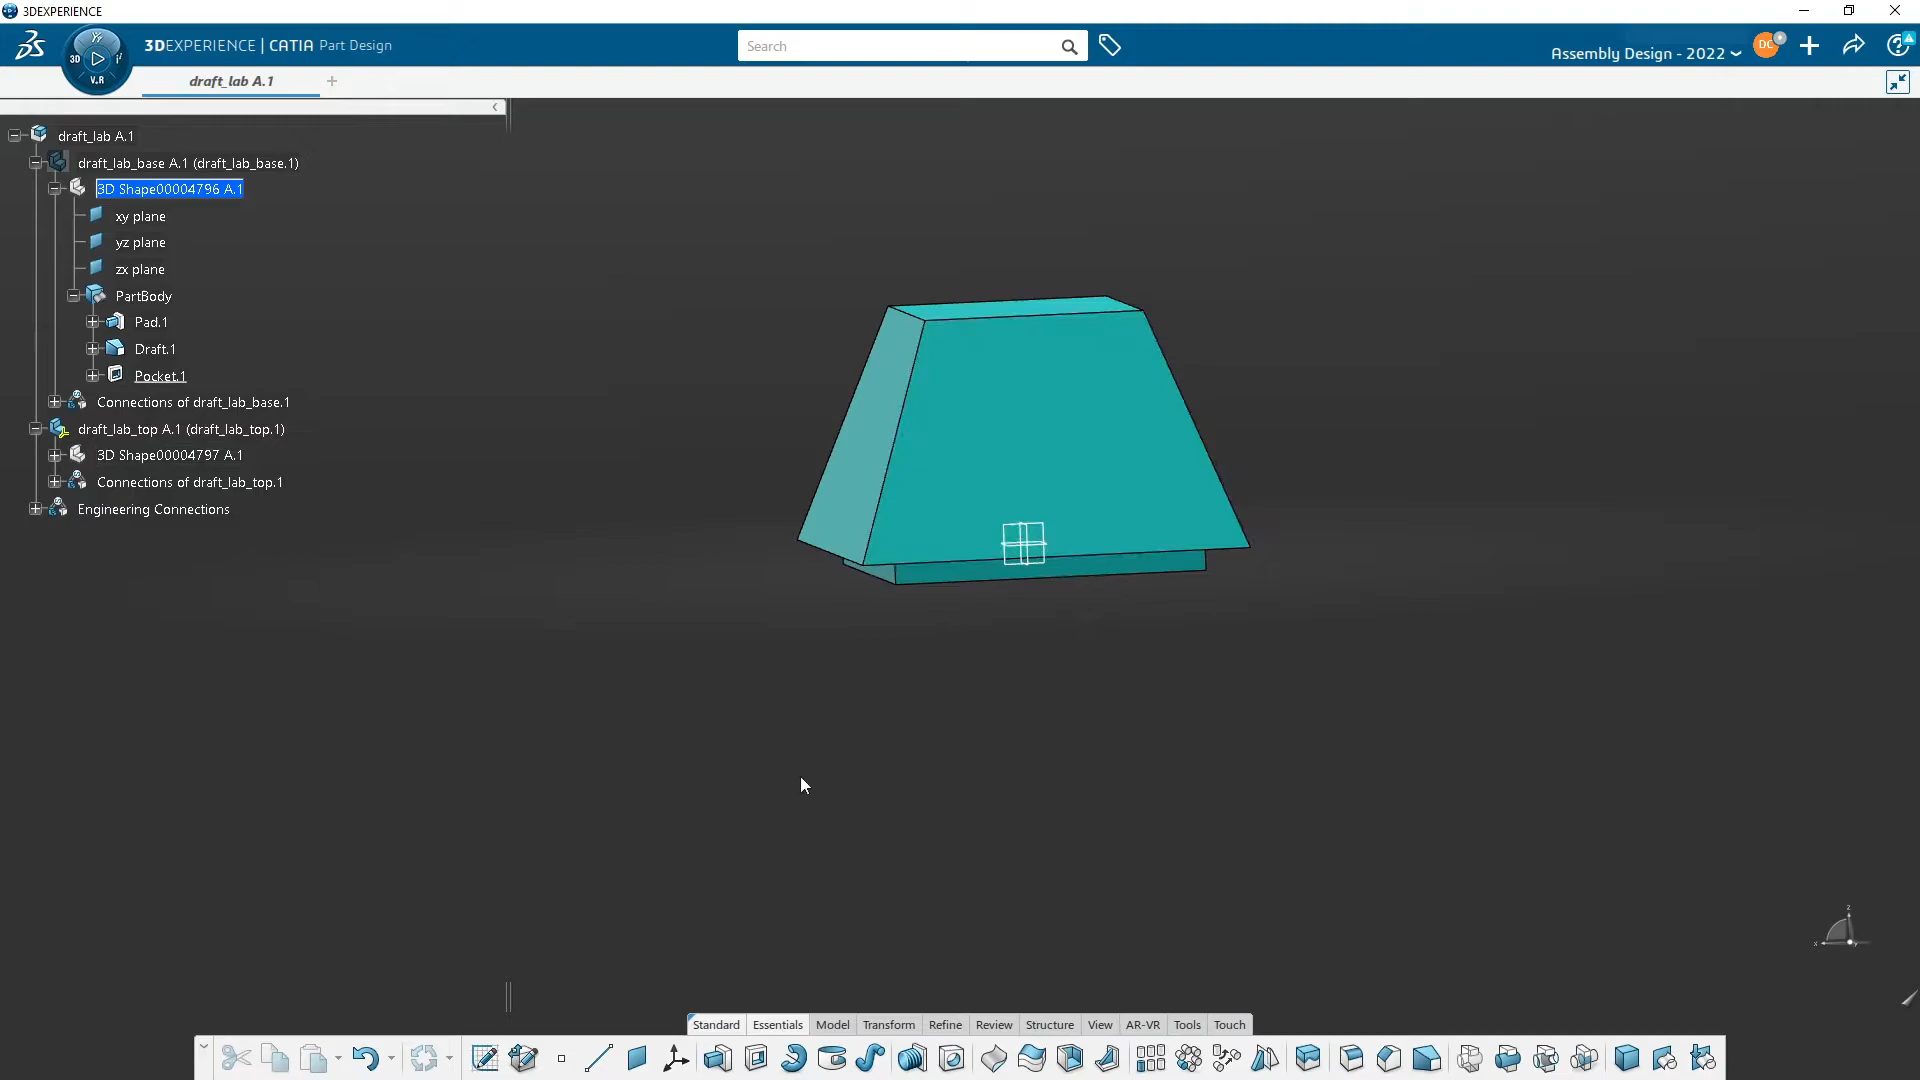 3DEXPERIENCE
3DEXPERIENCE | CATIA Part Design
Search
Assembly Design - 2022
DC
3D
V.R
draft_lab A.1
draft_lab A.1
draft_lab_base A.1 (draft_lab_base.1)
3D Shape00004796 A.1
xy plane
yz plane
zx plane
PartBody
Pad.1
Draft.1
Pocket.1
Connections of draft_lab_base.1
draft_lab_top A.1 (draft_lab_top.1)
3D Shape00004797 A.1
Connections of draft_lab_top.1
Engineering Connections
z
x
Standard Essentials Model Transform Refine Review Structure View AR-VR Tools Touch